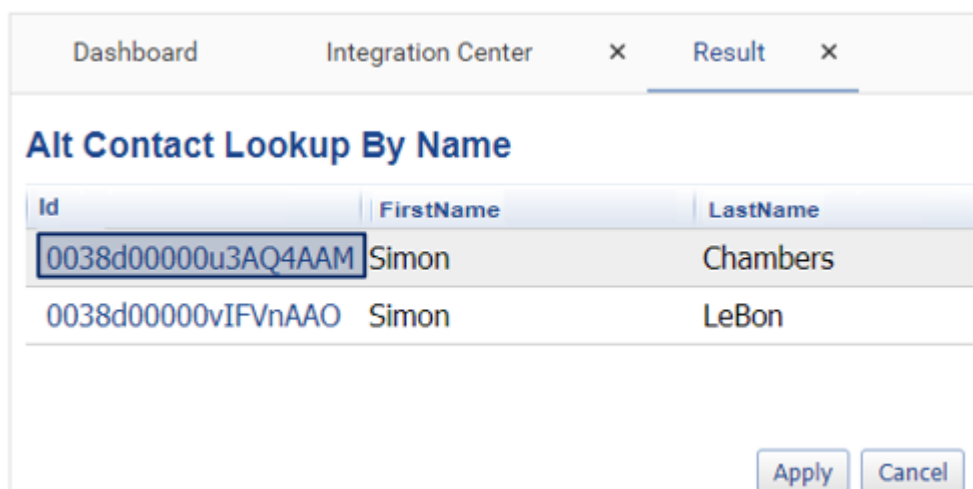 Dashboard Integration Center × Result ×
Alt Contact Lookup By Name
Id FirstName LastName
0038d00000u3AQ4AAM Simon Chambers
0038d00000vIFVnAAO Simon LeBon
Apply Cancel